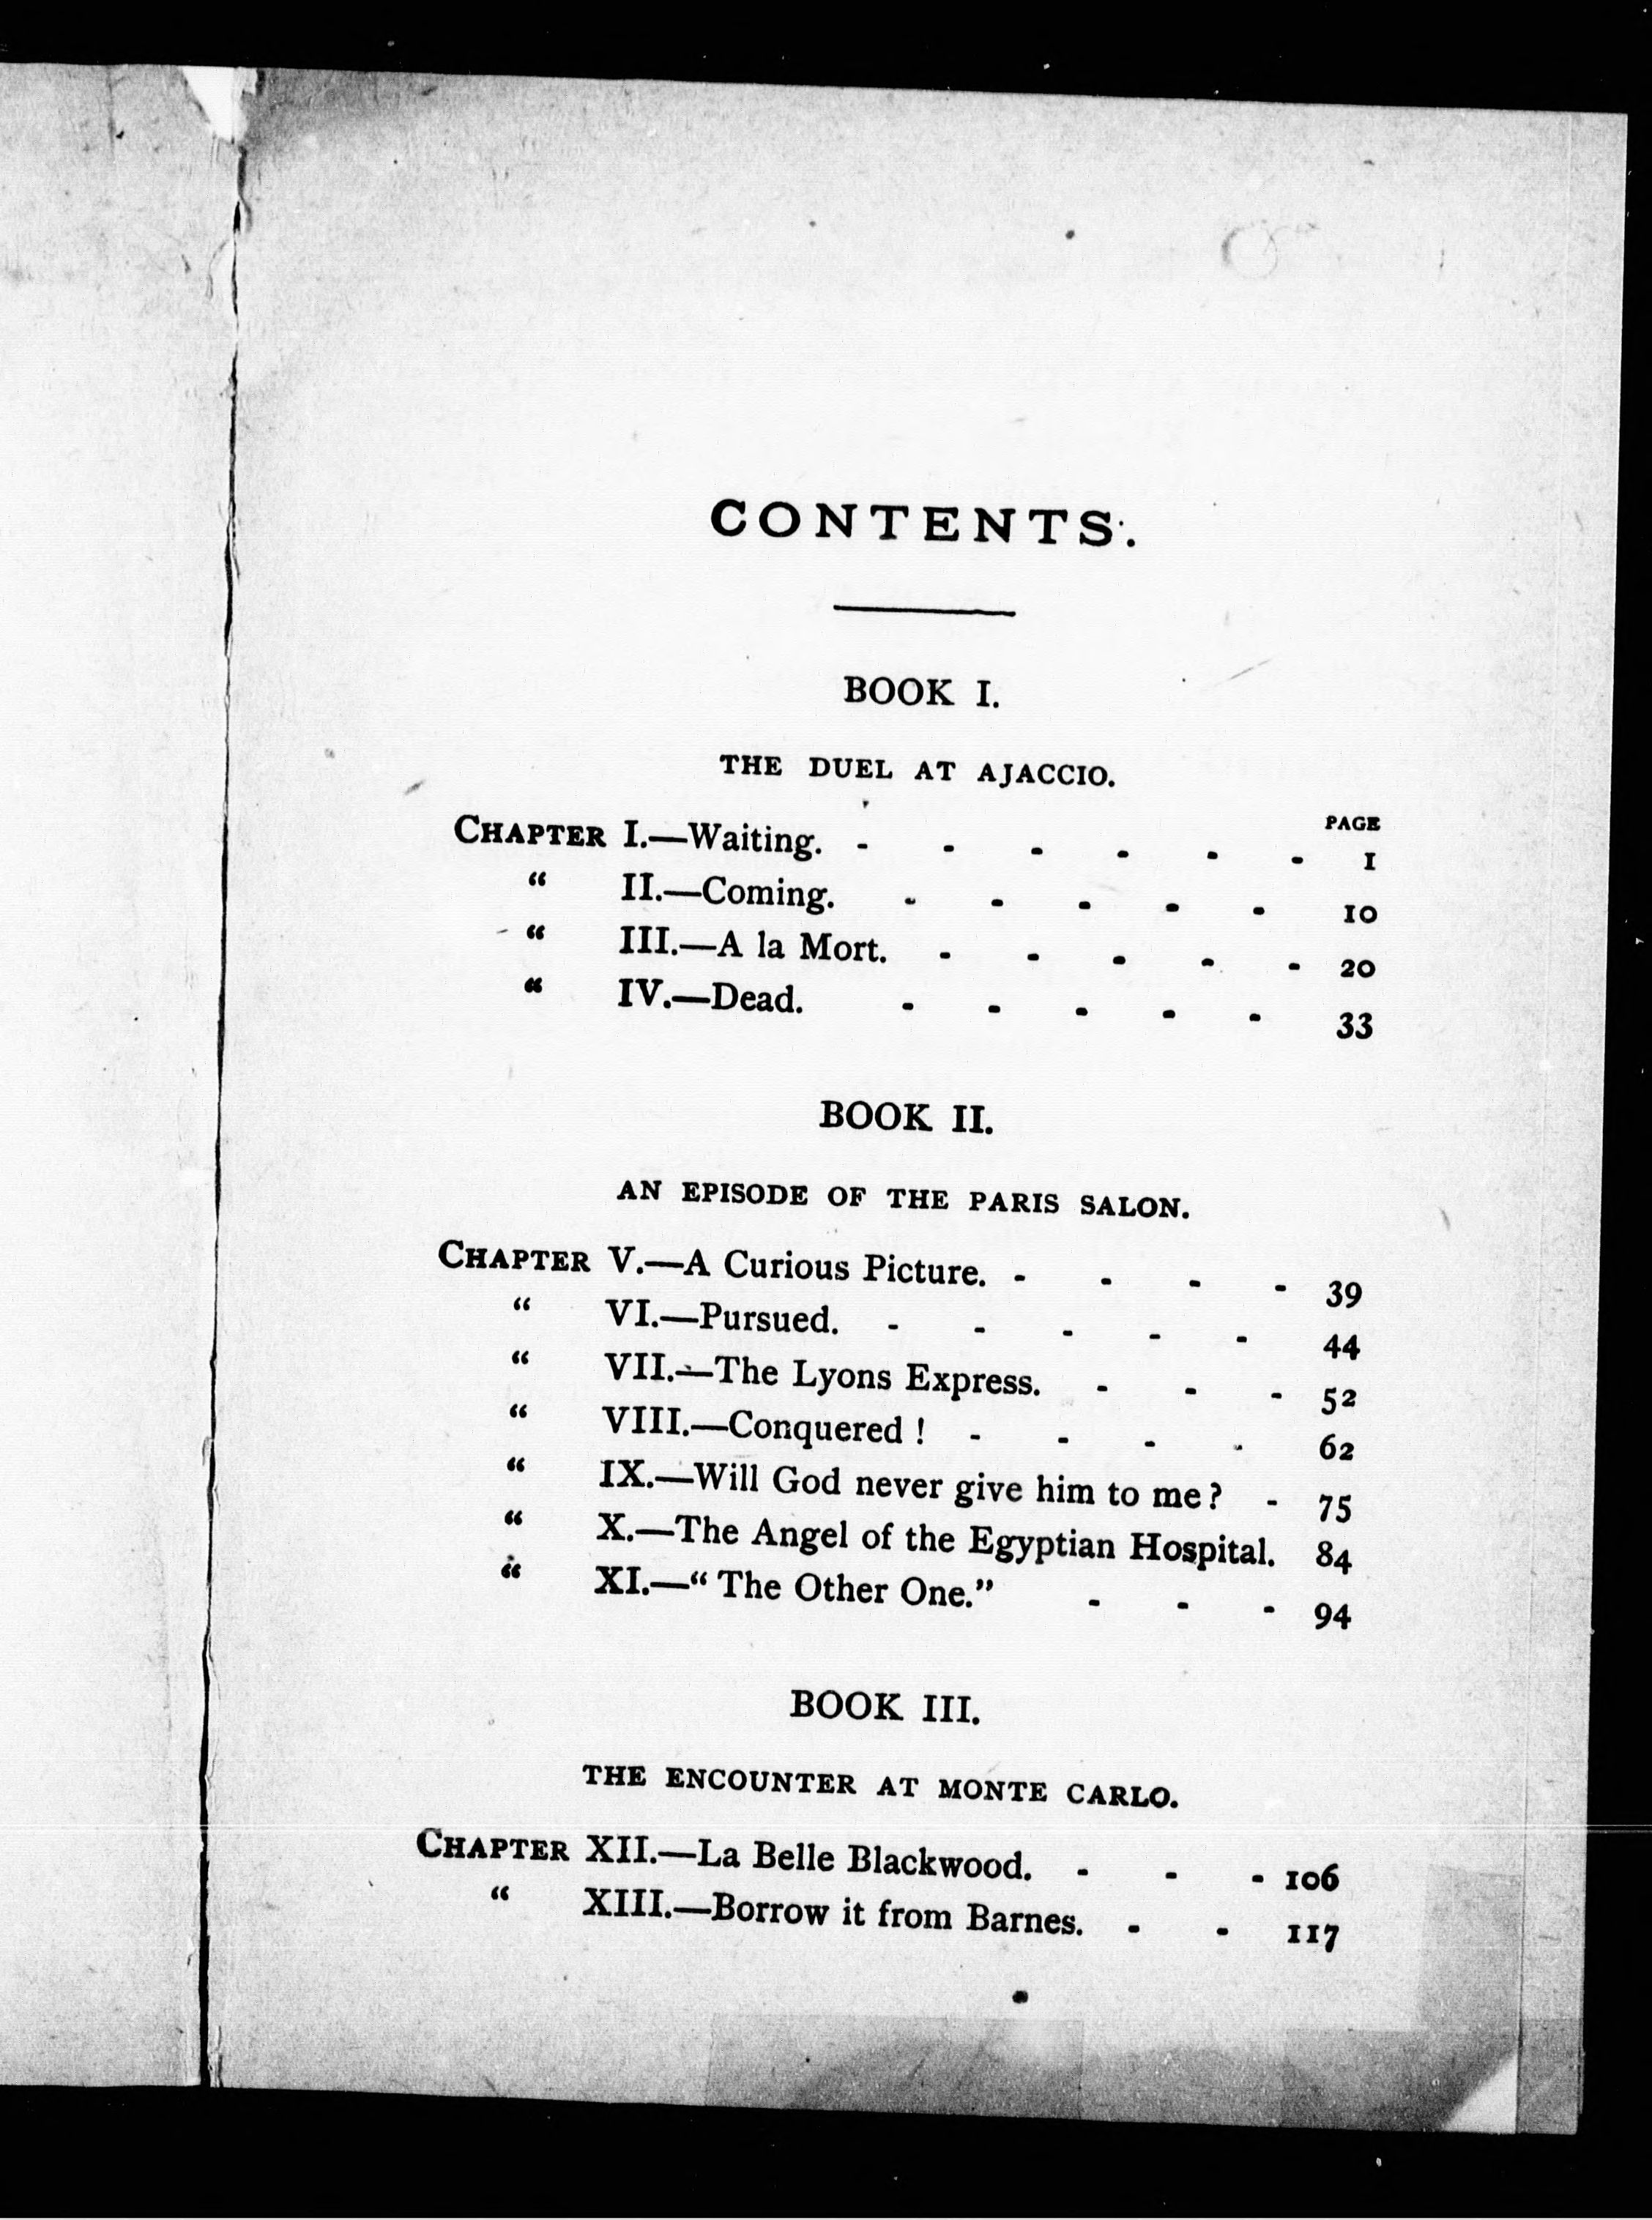 CONTENTS.
BOOK I.
THE DUEL AT AJACCIO.
PAGE
CHAPTER I.—Waiting. - - - - - - 1
“ II.—Coming. - - - - - 10
“ III.—A la Mort. - - - - - 20
“ IV.—Dead. - - - - - 33
BOOK II.
AN EPISODE OF THE PARIS SALON.
CHAPTER V.—A Curious Picture. - - - - 39
“ VI.—Pursued. - - - - - 44
“ VII.—The Lyons Express. - - - 52
“ VIII.—Conquered ! - - - - 62
“ IX.—Will God never give him to me? - 75
“ X.—The Angel of the Egyptian Hospital. 84
“ XI.—“ The Other One.” - - - 94
BOOK III.
THE ENCOUNTER AT MONTE CARLO.
CHAPTER XII.—La Belle Blackwood. - - - 106
“ XIII.—Borrow it from Barnes. - - 117